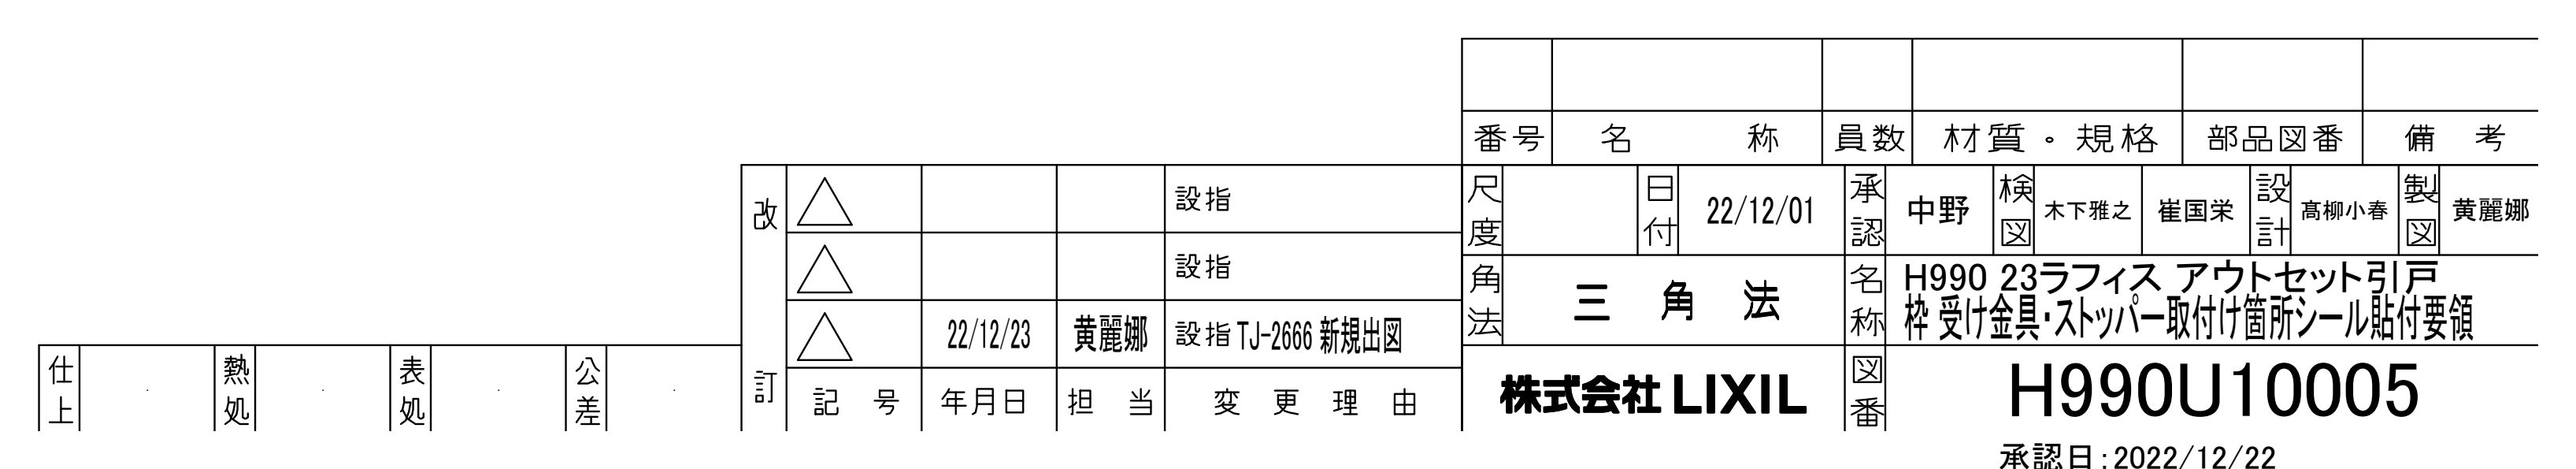 番号 名称 員数 材質・規格 部品図番 備考
改訂
△ 設指
△ 設指
△ 22/12/23 黄麗娜 設指 TJ-2666 新規出図
記号 年月日 担当 変更理由
尺度 日付 22/12/01 承認 中野 検図 木下雅之 崔国栄 設計 髙柳小春 製図 黄麗娜
角法 三角法 名称 H990 23ラフィス アウトセット引戸
枠 受け金具・ストッパー取付け箇所シール貼付要領
仕上 熱処 表処 公差
株式会社 LIXIL 図番 H990U10005
承認日:2022/12/22